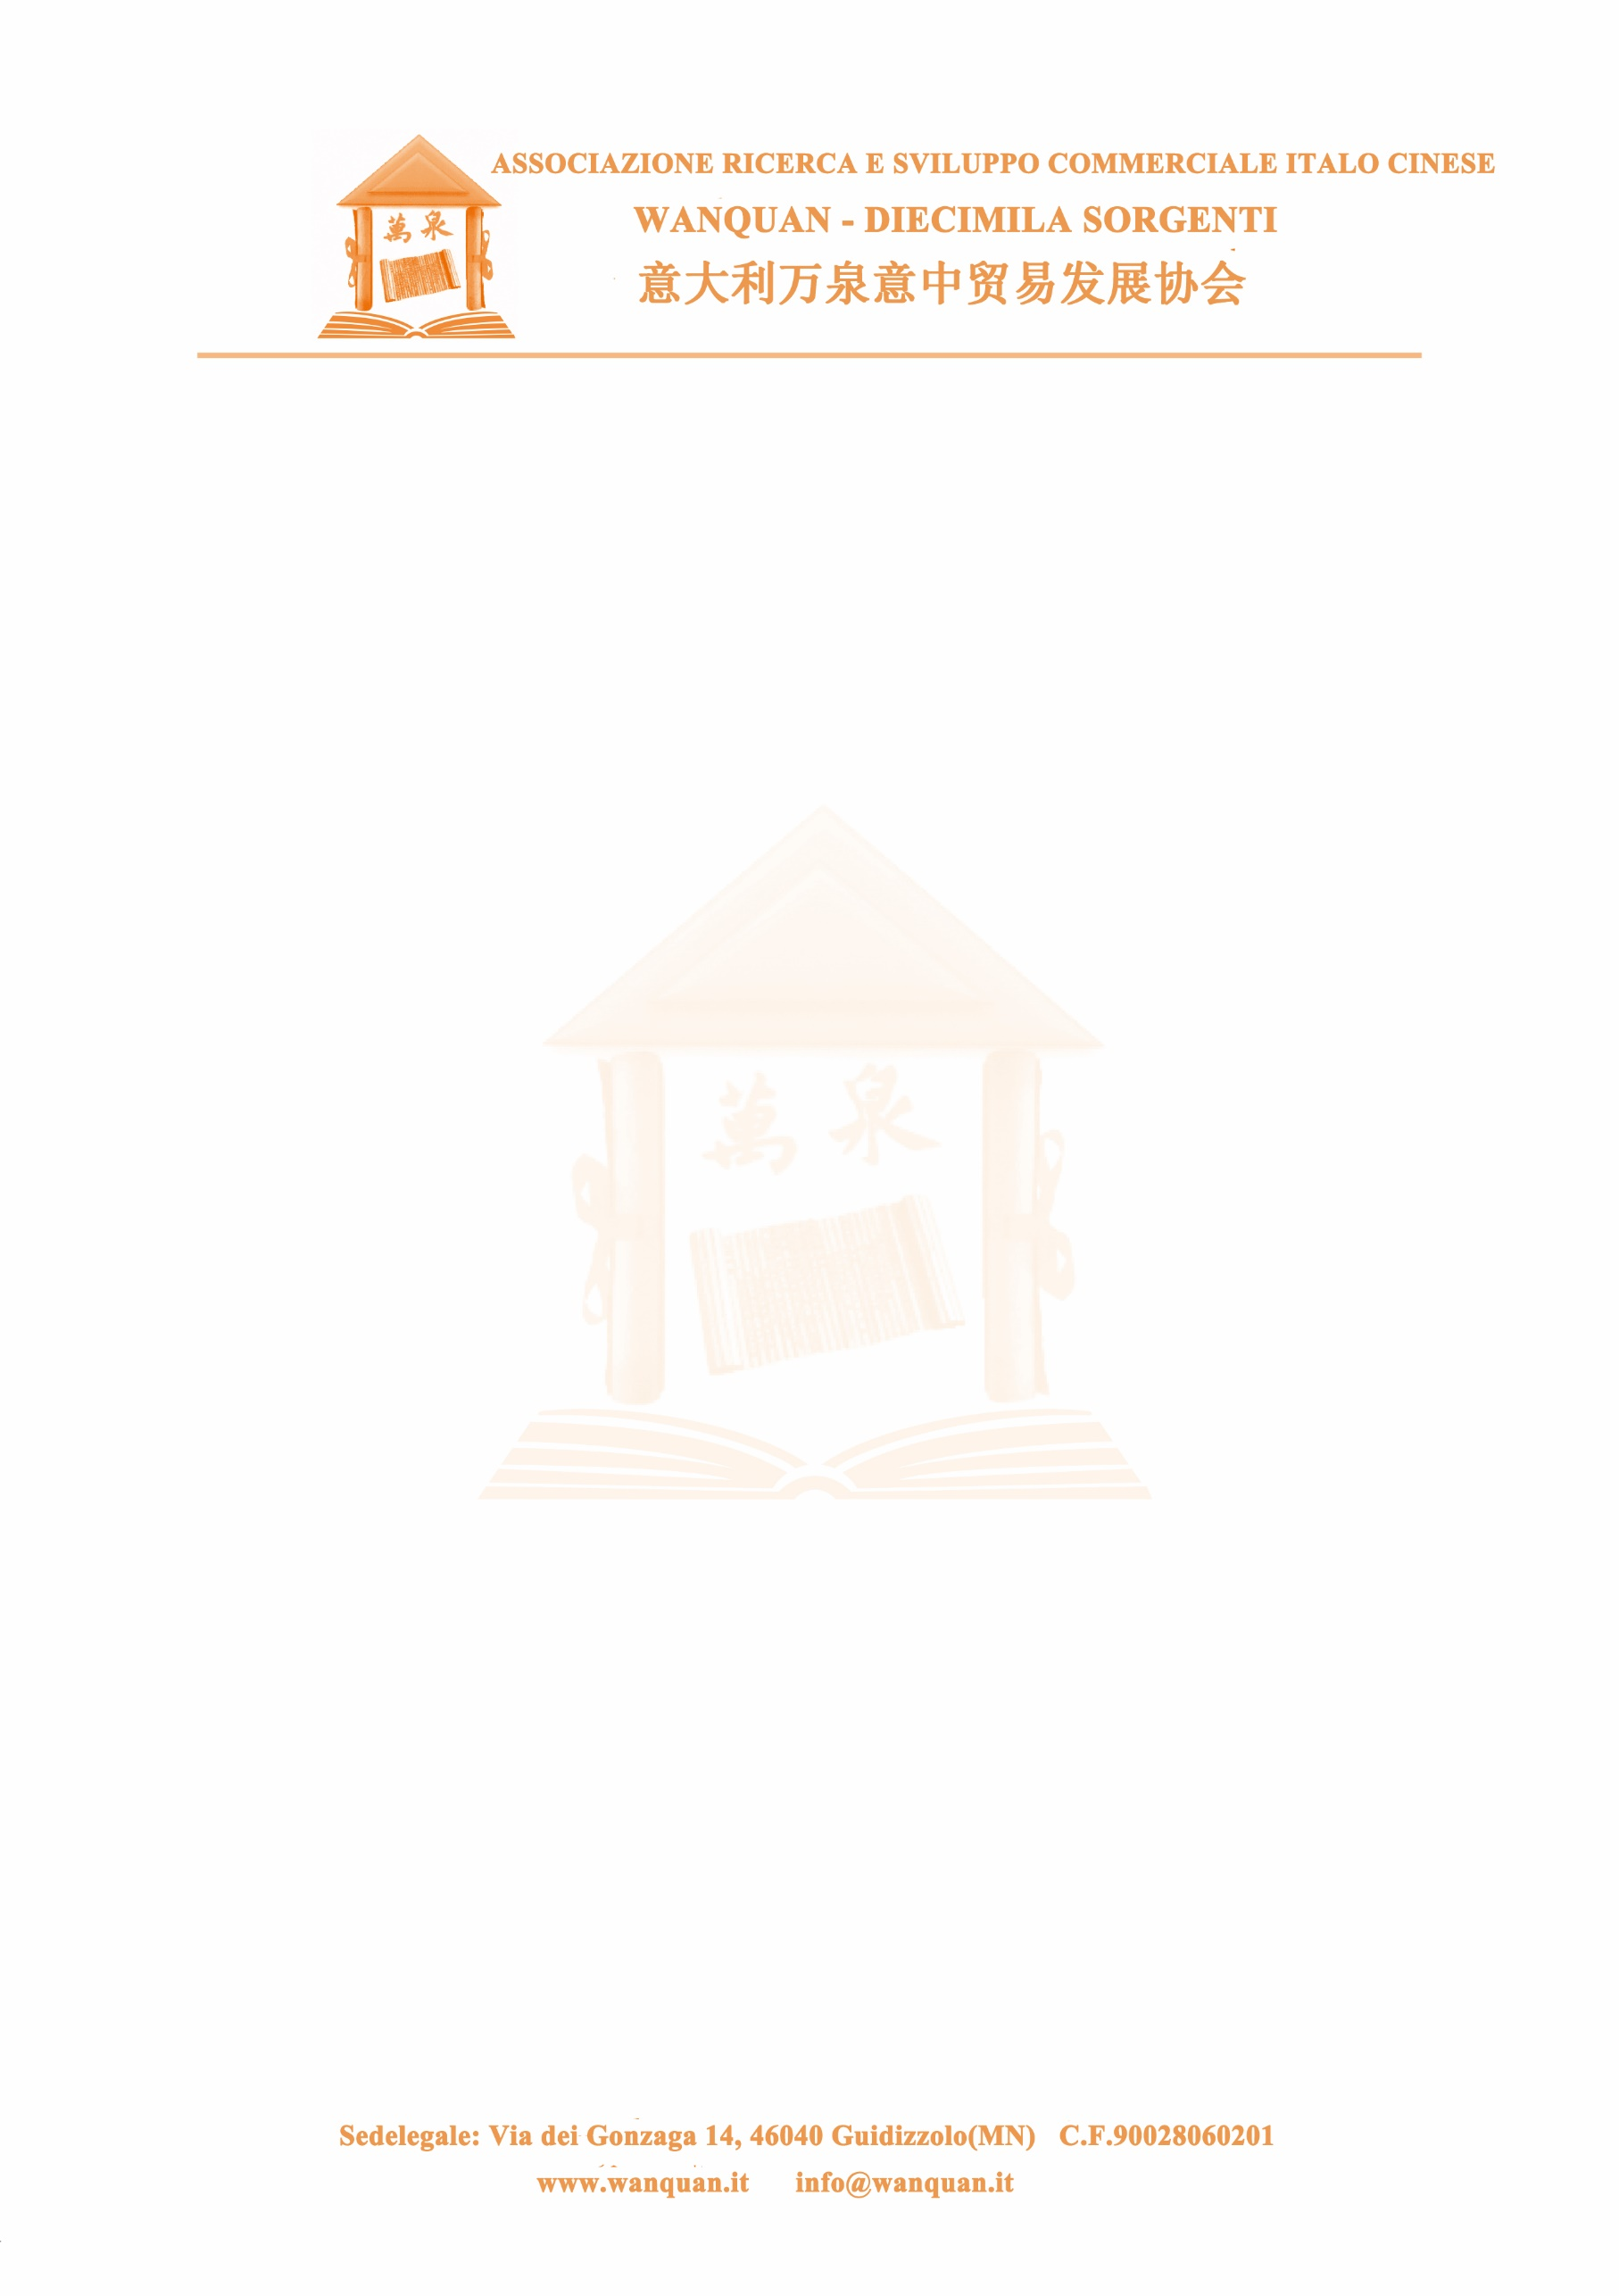 ASSOCIAZIONE RICERCA E SVILUPPO COMMERCIALE ITALO CINESE
WANQUAN - DIECIMILA SORGENTI
萬泉
意大利万泉意中贸易发展协会
萬泉
Sedelegale: Via dei Gonzaga 14, 46040 Guidizzolo(MN) C.F.90028060201
www.wanquan.it info@wanquan.it